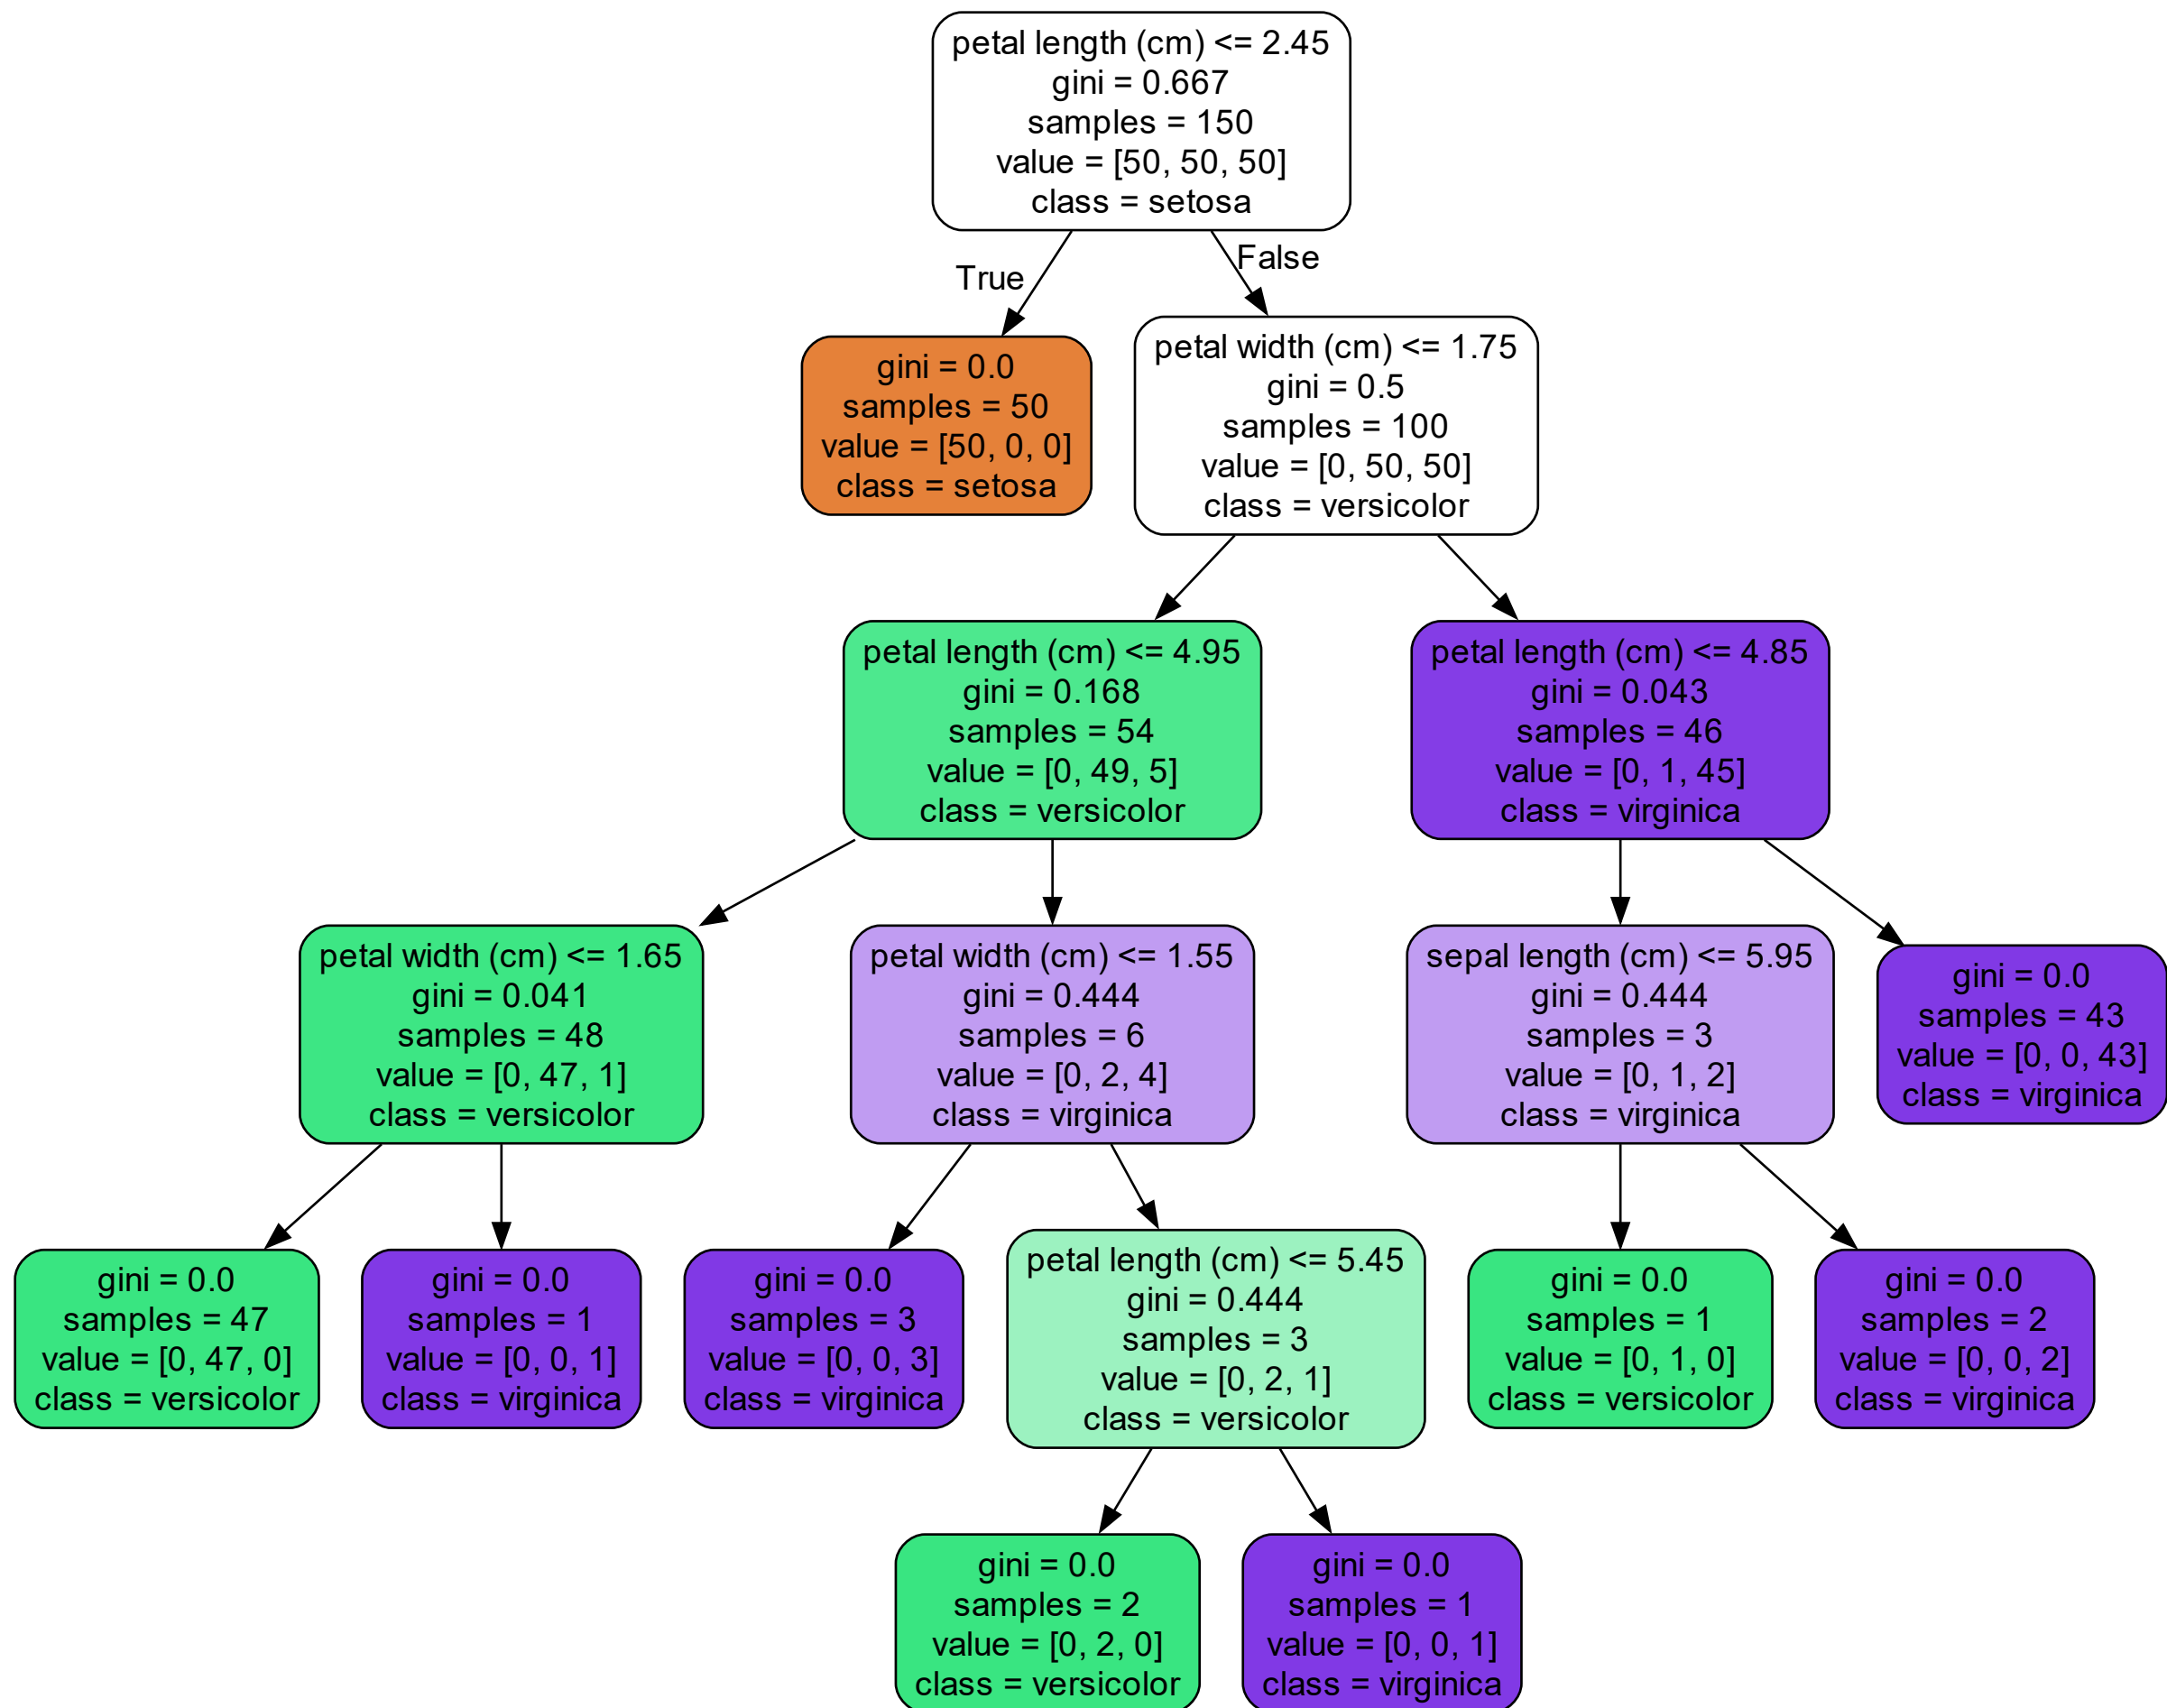 petal length (cm) <= 2.45
gini = 0.667
samples = 150
value = [50, 50, 50]
class = setosa
True
False
gini = 0.0
samples = 50
value = [50, 0, 0]
class = setosa
petal width (cm) <= 1.75
gini = 0.5
samples = 100
value = [0, 50, 50]
class = versicolor
petal length (cm) <= 4.95
gini = 0.168
samples = 54
value = [0, 49, 5]
class = versicolor
petal length (cm) <= 4.85
gini = 0.043
samples = 46
value = [0, 1, 45]
class = virginica
petal width (cm) <= 1.65
gini = 0.041
samples = 48
value = [0, 47, 1]
class = versicolor
petal width (cm) <= 1.55
gini = 0.444
samples = 6
value = [0, 2, 4]
class = virginica
sepal length (cm) <= 5.95
gini = 0.444
samples = 3
value = [0, 1, 2]
class = virginica
gini = 0.0
samples = 43
value = [0, 0, 43]
class = virginica
gini = 0.0
samples = 47
value = [0, 47, 0]
class = versicolor
gini = 0.0
samples = 1
value = [0, 0, 1]
class = virginica
gini = 0.0
samples = 3
value = [0, 0, 3]
class = virginica
petal length (cm) <= 5.45
gini = 0.444
samples = 3
value = [0, 2, 1]
class = versicolor
gini = 0.0
samples = 1
value = [0, 1, 0]
class = versicolor
gini = 0.0
samples = 2
value = [0, 0, 2]
class = virginica
gini = 0.0
samples = 2
value = [0, 2, 0]
class = versicolor
gini = 0.0
samples = 1
value = [0, 0, 1]
class = virginica